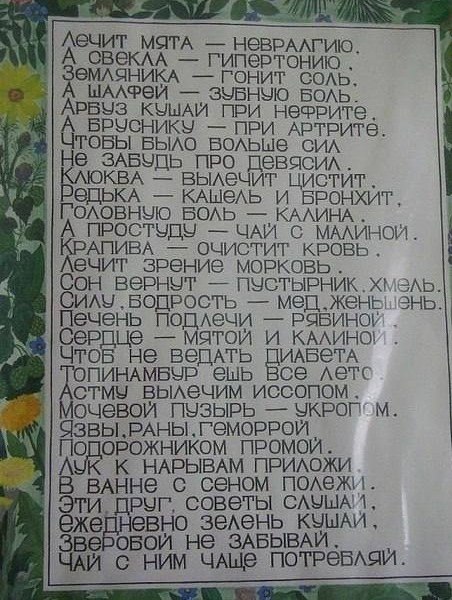 Лечит мята — невралгию,
А свекла — гипертонию.
Земляника — гонит соль,
А шалфей — зубную боль.
Арбуз кушай при нефрите,
А бруснику — при артрите.
Чтобы было больше сил
Не забудь про девясил.
Клюква — вылечит цистит,
Редька — кашель и бронхит,
Головную боль — калина,
А простуду — чай с малиной.
Крапива — очистит кровь.
Лечит зрение морковь.
Сон вернут — пустырник, хмель.
Силу, бодрость — мед, женьшень.
Печень подлечи — рябиной,
Сердце — мятой и калиной.
Чтоб не ведать диабета
Топинамбур ешь все лето.
Астму вылечим иссопом,
Мочевой пузырь — укропом.
Язвы, раны, геморрой
Подорожником промой.
Лук к нарывам приложи,
В ванне с сеном полежи.
Эти друг советы слушай,
Ежедневно зелень кушай,
Зверобой не забывай,
Чай с ним чаще потребляй.